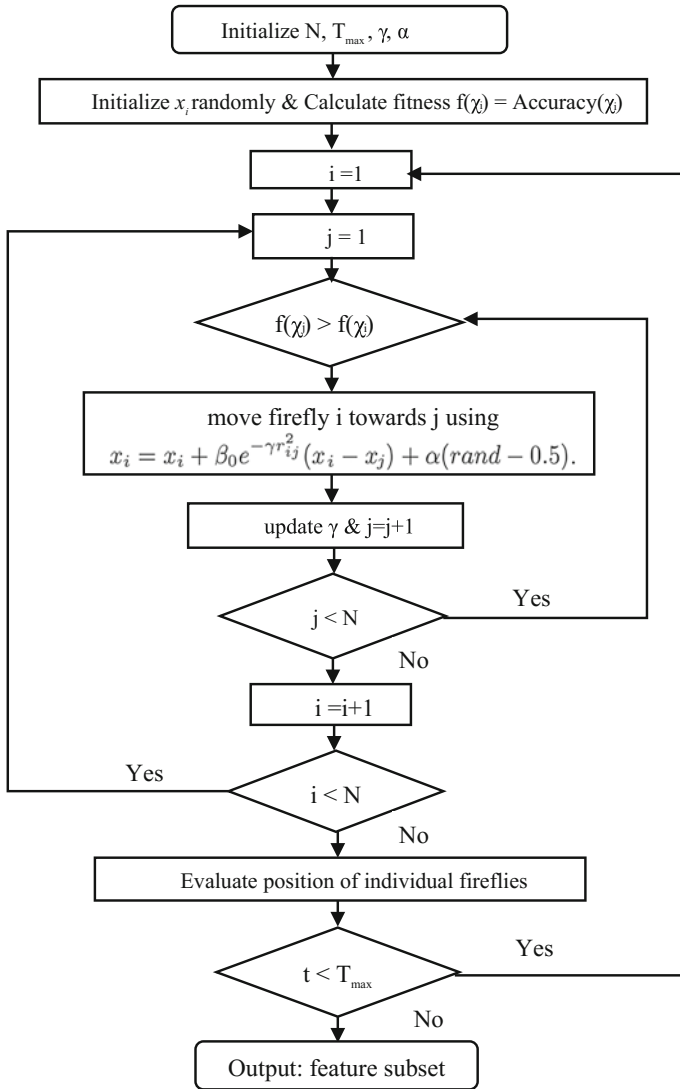 Initialize N, T_max, γ, α
Initialize x_i randomly & Calculate fitness f(χ_i) = Accuracy(χ_i)
i =1
j = 1
f(χ_j) > f(χ_i)
move firefly i towards j using
x_i = x_i + β_0 e^{-γ r_{ij}^2} (x_i − x_j) + α(rand − 0.5).
update γ & j=j+1
j < N
Yes
No
i =i+1
Yes
i < N
No
Evaluate position of individual fireflies
Yes
t < T_max
No
Output: feature subset